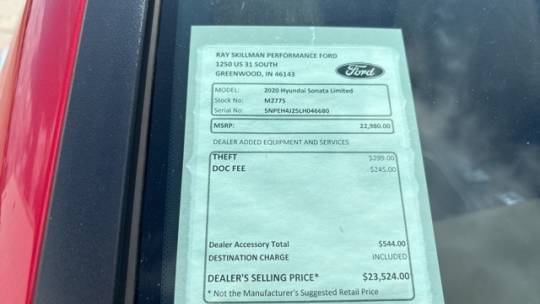 RAY SKILLMAN PERFORMANCE FORD
1250 US 31 SOUTH
GREENWOOD, IN 46143
Ford
MODEL: 2020 Hyundai Sonata Limited
Stock No: M2775
Serial No: 5NPEH4J25LH046680
MSRP: 22,980.00
DEALER ADDED EQUIPMENT AND SERVICES
THEFT $299.00
DOC FEE $245.00
Dealer Accessory Total $544.00
DESTINATION CHARGE INCLUDED
DEALER'S SELLING PRICE* $23,524.00
* Not the Manufacturer's Suggested Retail Price